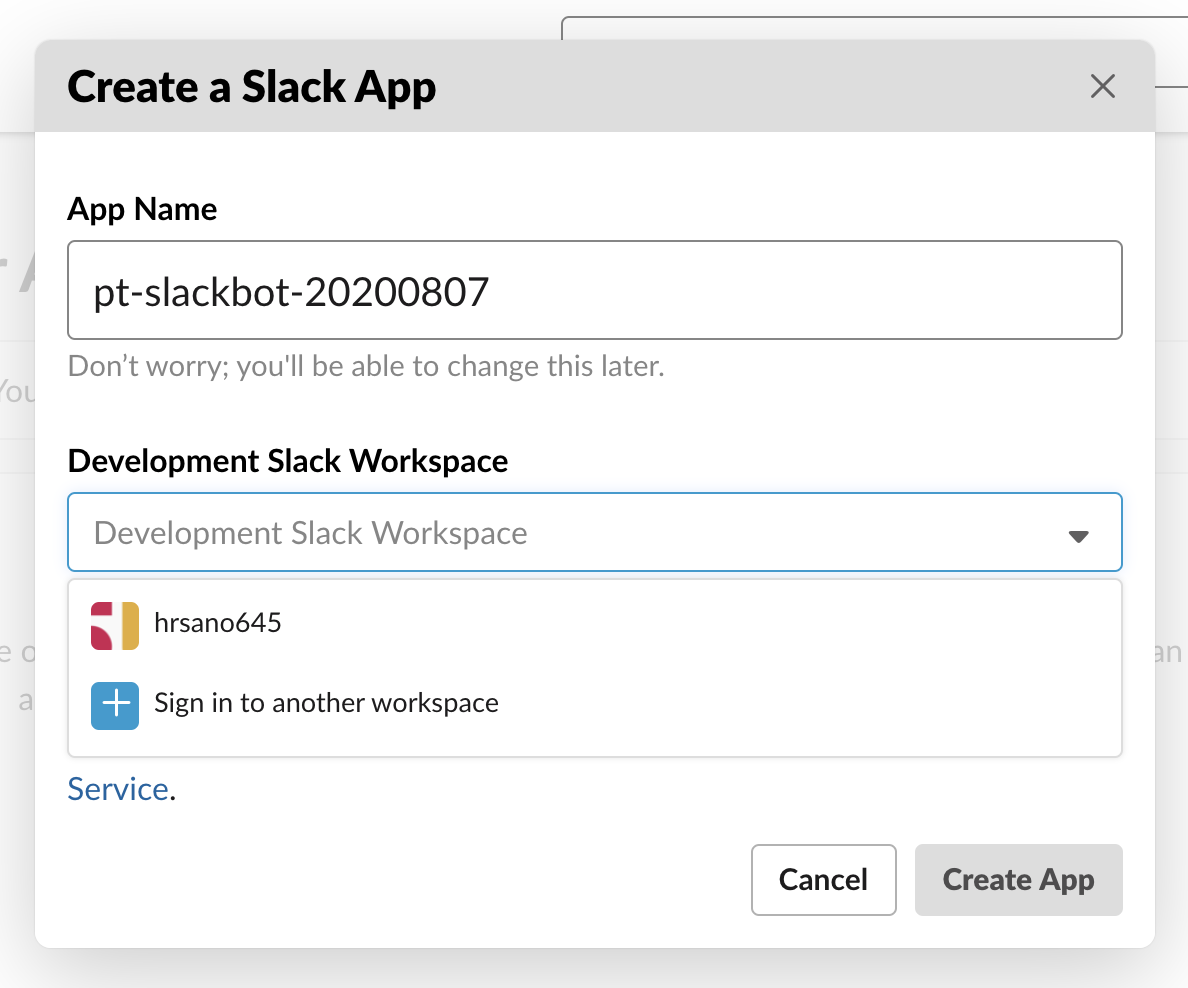 Create a Slack App
App Name
pt-slackbot-20200807
Don’t worry; you'll be able to change this later.
Development Slack Workspace
Development Slack Workspace
hrsano645
Sign in to another workspace
Service.
Cancel
Create App